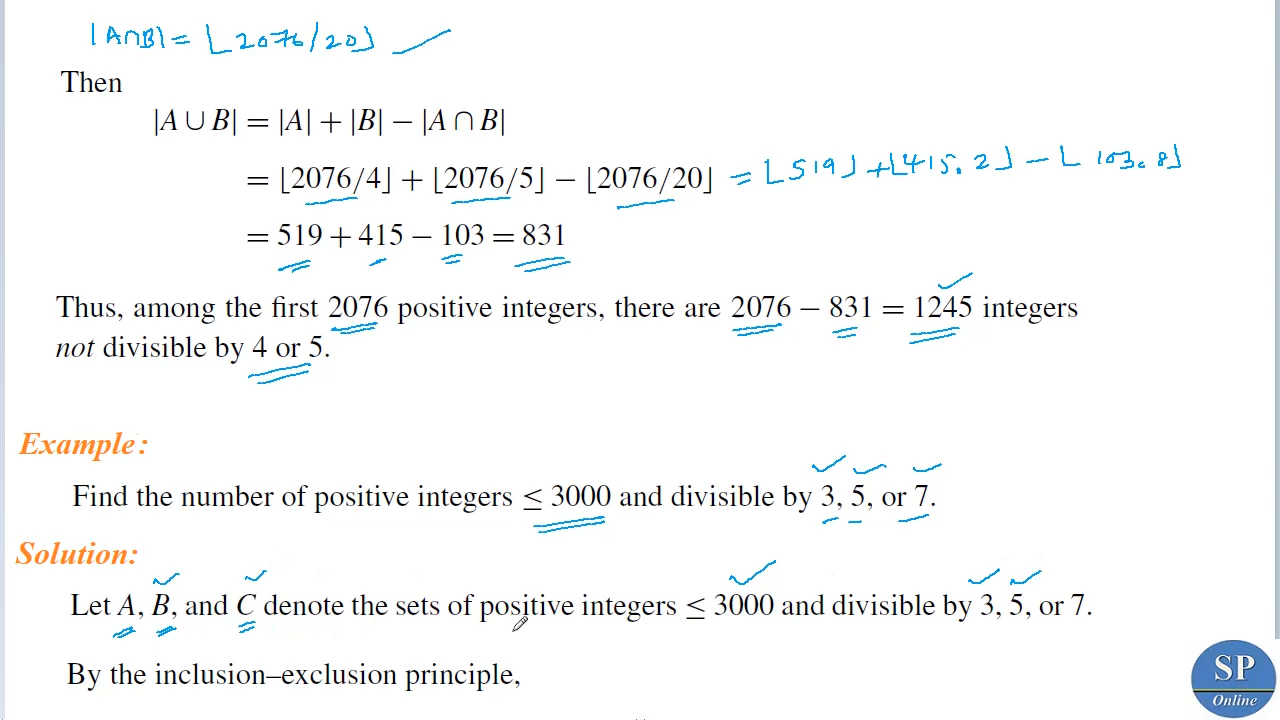 |A∩B| = ⌊2076/20⌋
Then
|A ∪ B| = |A| + |B| − |A ∩ B|
= ⌊2076/4⌋ + ⌊2076/5⌋ − ⌊2076/20⌋ = ⌊519⌋ + ⌊415.2⌋ − ⌊103.8⌋
= 519 + 415 − 103 = 831
Thus, among the first 2076 positive integers, there are 2076 − 831 = 1245 integers
not divisible by 4 or 5.
Example:
Find the number of positive integers ≤ 3000 and divisible by 3, 5, or 7.
Solution:
Let A, B, and C denote the sets of positive integers ≤ 3000 and divisible by 3, 5, or 7.
By the inclusion–exclusion principle,
SP
Online